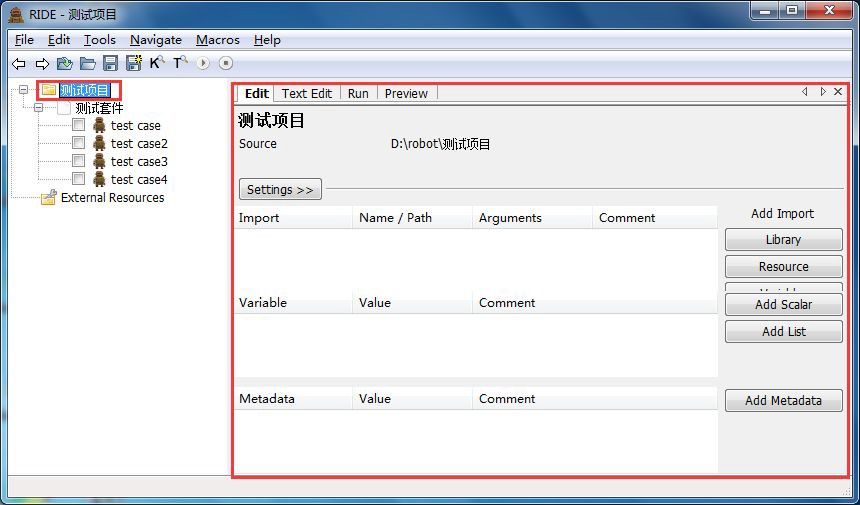 RIDE - 测试项目
File Edit Tools Navigate Macros Help
测试项目
测试套件
test case
test case2
test case3
test case4
External Resources
Edit Text Edit Run Preview
测试项目
Source D:\robot\测试项目
Settings >>
Import Name / Path Arguments Comment
Add Import
Library
Resource
Variable Value Comment
Add Scalar
Add List
Metadata Value Comment
Add Metadata